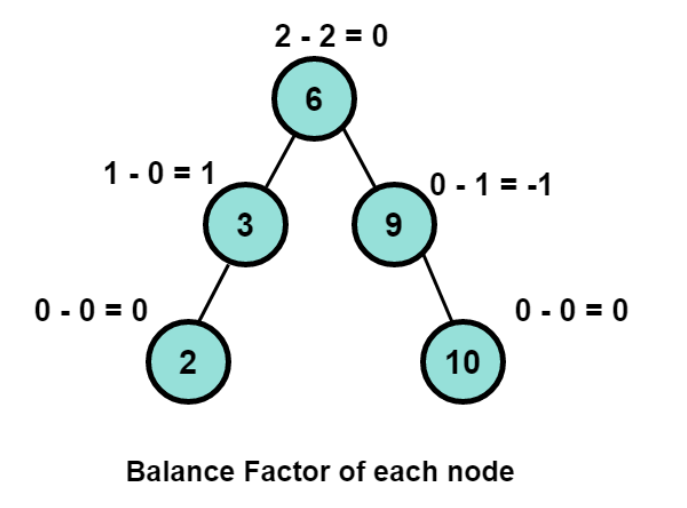 2 - 2 = 0
6
1 - 0 = 1
0 - 1 = -1
3
9
0 - 0 = 0
0 - 0 = 0
2
10
Balance Factor of each node